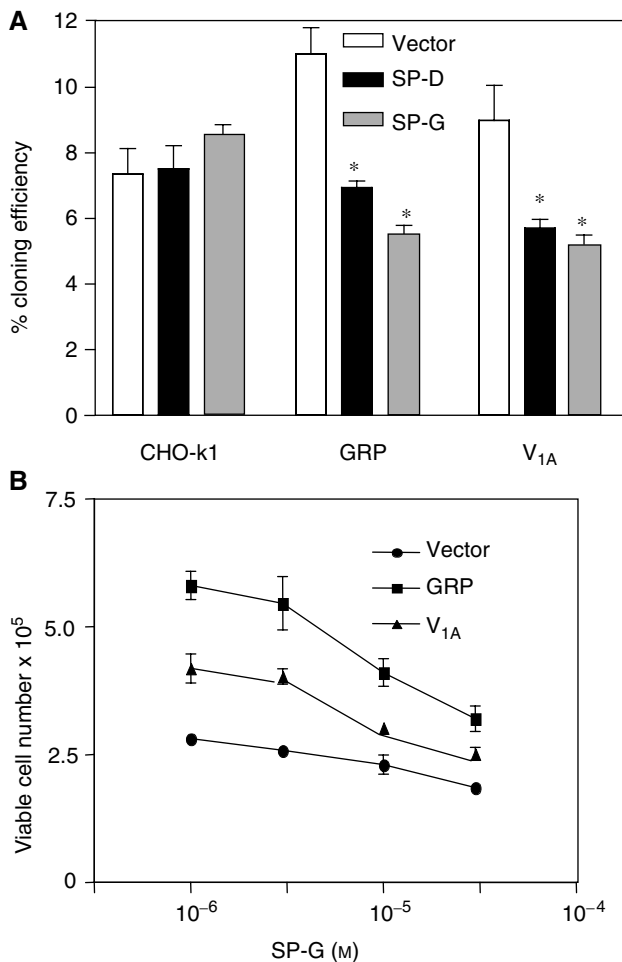 A
12
10
8
6
4
2
0
% cloning efficiency
Vector
SP-D
SP-G
*
*
*
*
CHO-k1
GRP
V1A
B
7.5
5.0
2.5
0
Viable cell number x 10⁵
Vector
GRP
V1A
10⁻⁶
10⁻⁵
10⁻⁴
SP-G (M)